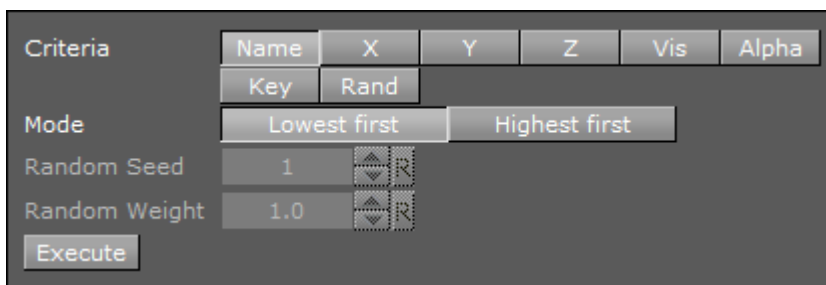 Criteria Name X Y Z Vis Alpha
Key Rand
Mode Lowest first Highest first
Random Seed 1 R
Random Weight 1.0 R
Execute